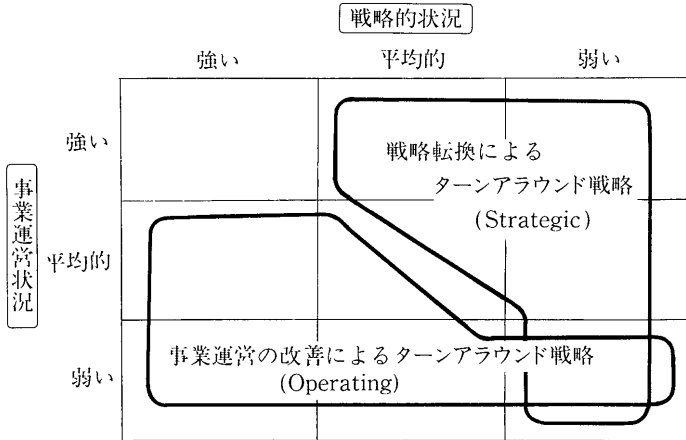 戦略的状況
強い 平均的 弱い
強い
戦略転換による
ターンアラウンド戦略
(Strategic)
事業運営状況
平均的
事業運営の改善によるターンアラウンド戦略
弱い
(Operating)